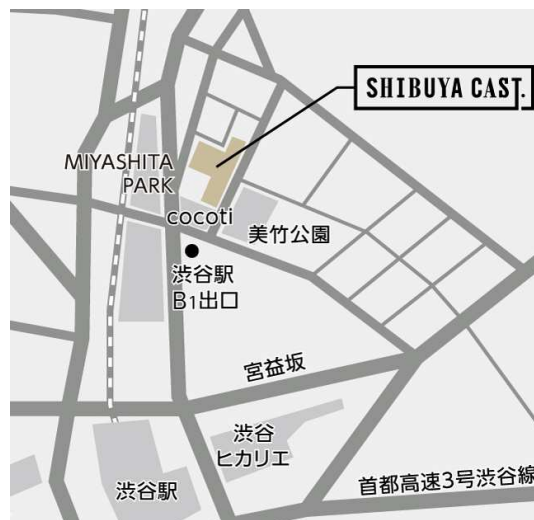 SHIBUYA CAST.
MIYASHITA
PARK
cocoti
美竹公園
渋谷駅
B1出口
宮益坂
渋谷
ヒカリエ
渋谷駅
首都高速3号渋谷線